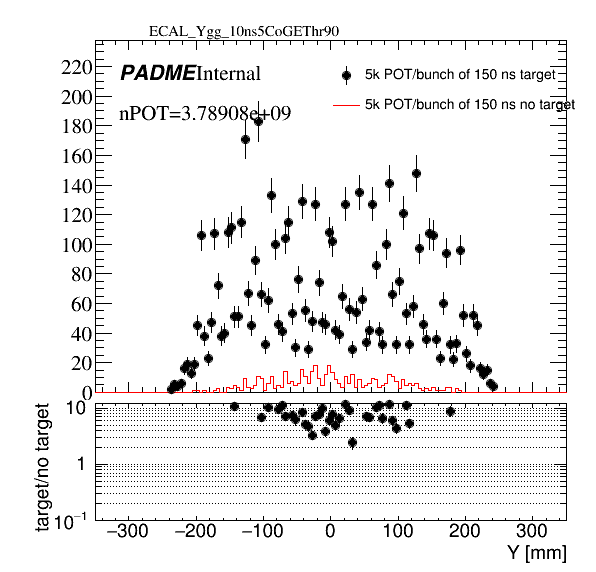 ECAL_Ygg_10ns5CoGEThr90
PADME Internal
nPOT=3.78908e+09
5k POT/bunch of 150 ns target
5k POT/bunch of 150 ns no target
220
200
180
160
140
120
100
80
60
40
20
0
target/no target
10
1
10−1
−300 −200 −100 0 100 200 300
Y [mm]